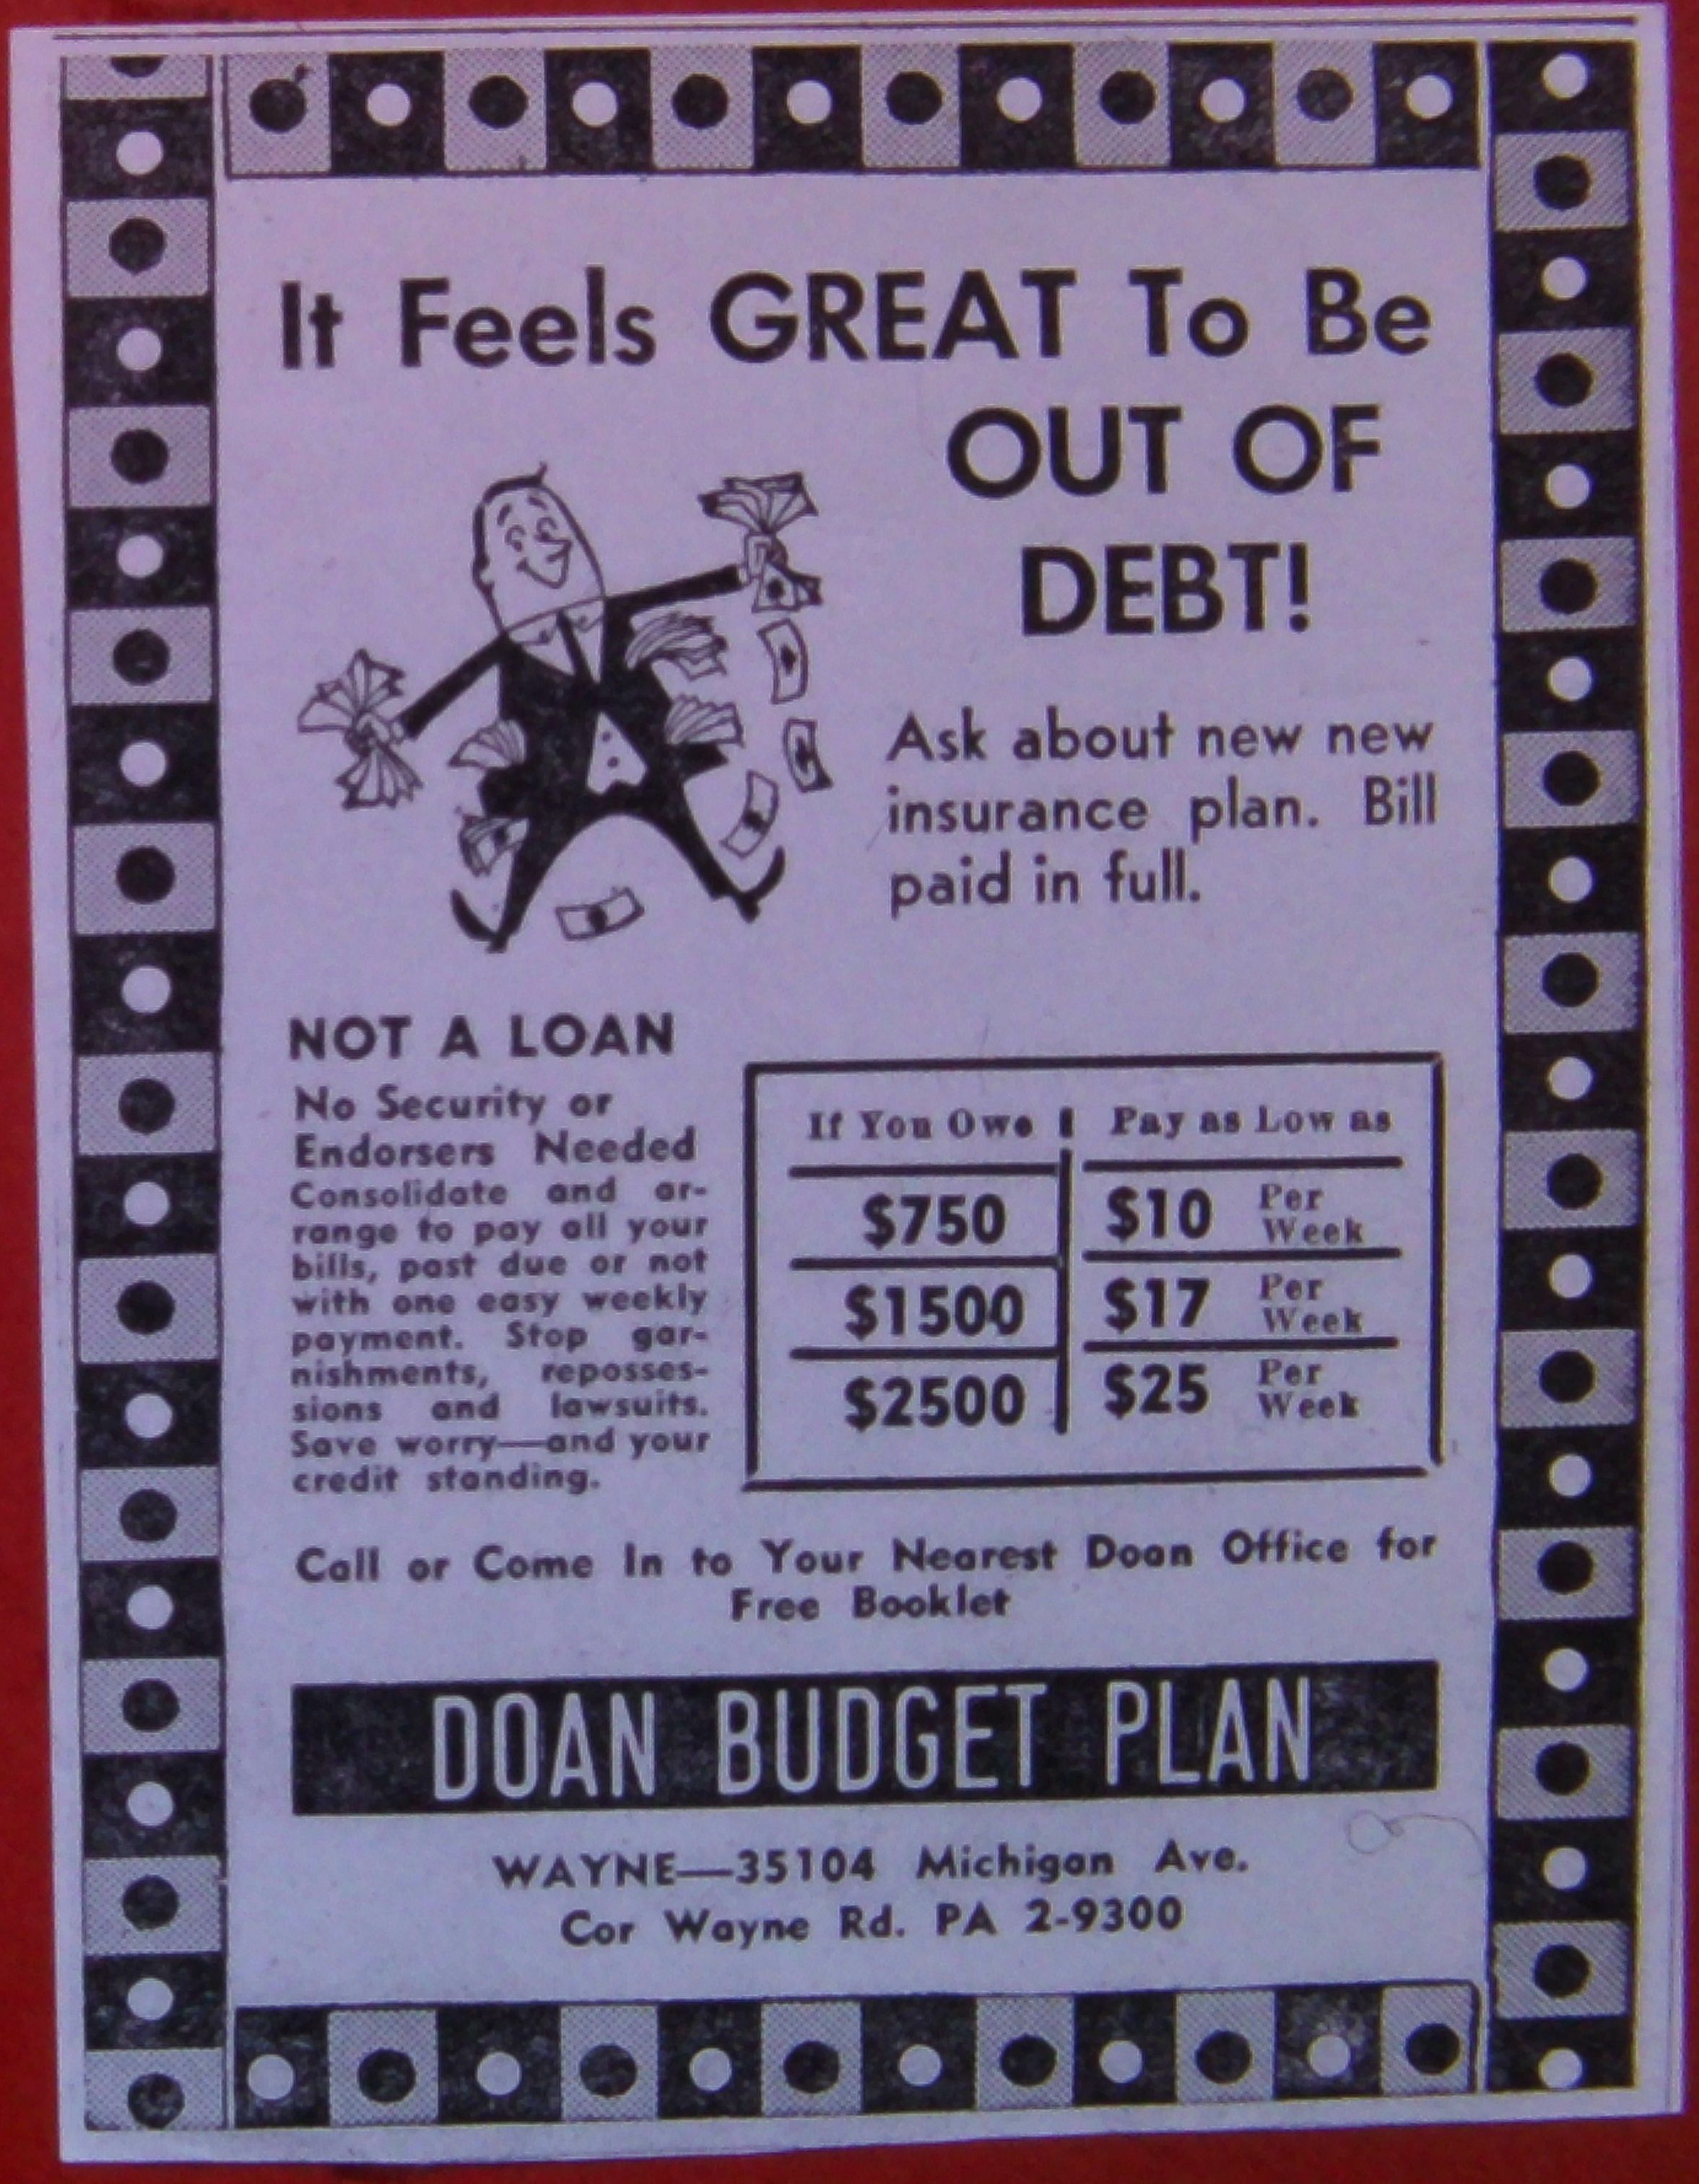 It Feels GREAT To Be
OUT OF
DEBT!
Ask about new new
insurance plan. Bill
paid in full.
NOT A LOAN
No Security or
Endorsers Needed
Consolidate and ar-
range to pay all your
bills, past due or not
with one easy weekly
payment. Stop gar-
nishments, reposses-
sions and lawsuits.
Save worry—and your
credit standing.
If You Owe Pay as Low as
$750 $10 Per Week
$1500 $17 Per Week
$2500 $25 Per Week
Call or Come In to Your Nearest Doan Office for
Free Booklet
DOAN BUDGET PLAN
WAYNE—35104 Michigan Ave.
Cor Wayne Rd. PA 2-9300